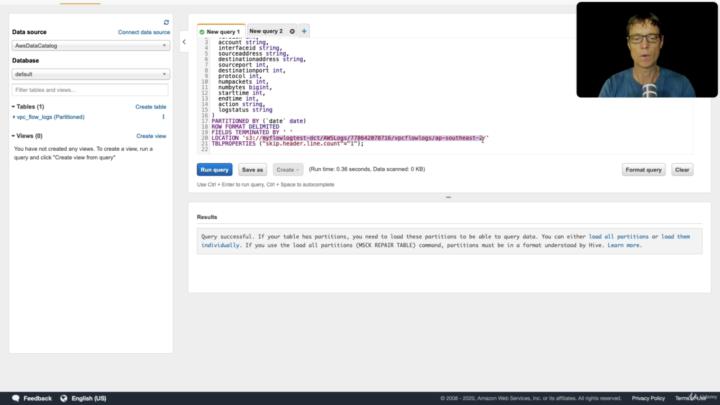 Data source
Connect data source
AwsDataCatalog
Database
default
Filter tables and views...
Tables (1)
Create table
vpc_flow_logs (Partitioned)
Views (0)
Create view
You have not created any views. To create a view, run a
query and click "Create view from query"
New query 1
New query 2
3 account string,
4 interfaceid string,
5 sourceaddress string,
6 destinationaddress string,
7 sourceport int,
8 destinationport int,
9 protocol int,
10 numpackets int,
11 numbytes bigint,
12 starttime int,
13 endtime int,
14 action string,
15 logstatus string
16 )
17 PARTITIONED BY (`date` date)
18 ROW FORMAT DELIMITED
19 FIELDS TERMINATED BY ' '
20 LOCATION 's3://myflowlogtest-dct/AWSLogs/770642078716/vpcflowlogs/ap-southeast-2/'
21 TBLPROPERTIES ("skip.header.line.count"="1");
22
Run query
Save as
Create
(Run time: 0.36 seconds, Data scanned: 0 KB)
Format query
Clear
Use Ctrl + Enter to run query, Ctrl + Space to autocomplete
Results
Query successful. If your table has partitions, you need to load these partitions to be able to query data. You can either load all partitions or load them
individually. If you use the load all partitions (MSCK REPAIR TABLE) command, partitions must be in a format understood by Hive. Learn more.
Feedback
English (US)
© 2008 - 2020, Amazon Web Services, Inc. or its affiliates. All rights reserved.
Privacy Policy